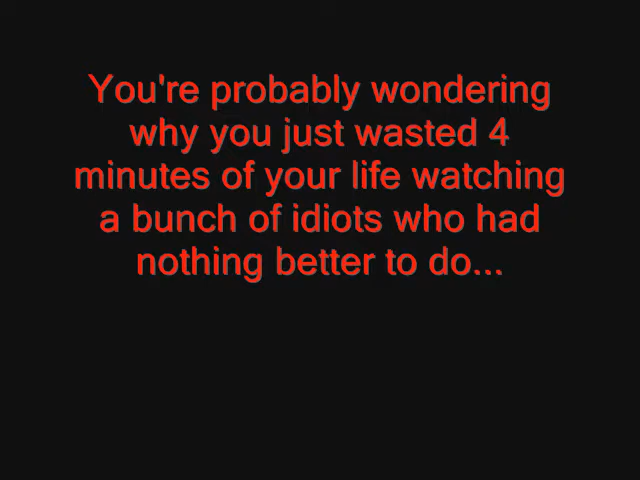 You're probably wondering
why you just wasted 4
minutes of your life watching
a bunch of idiots who had
nothing better to do...